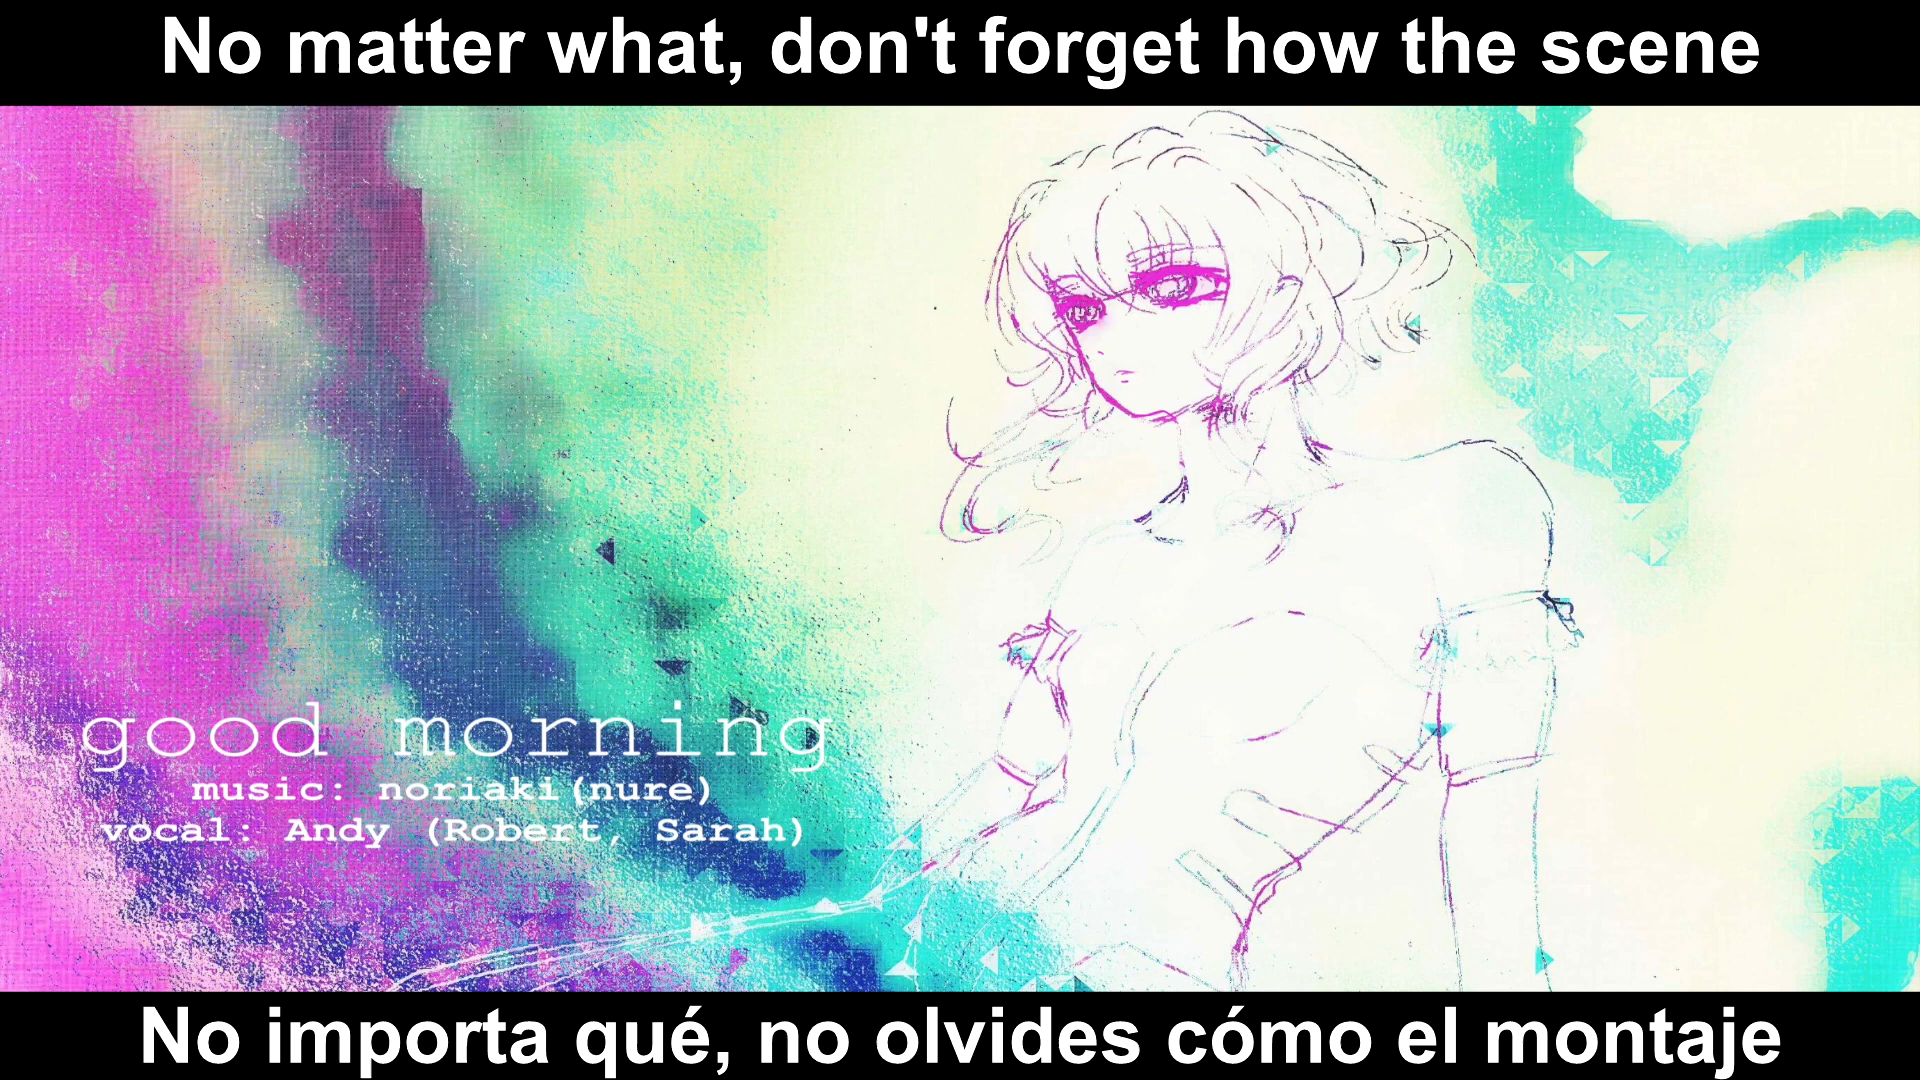 No matter what, don't forget how the scene
good morning
music: noriaki(nure)
vocal: Andy (Robert, Sarah)
No importa qué, no olvides cómo el montaje